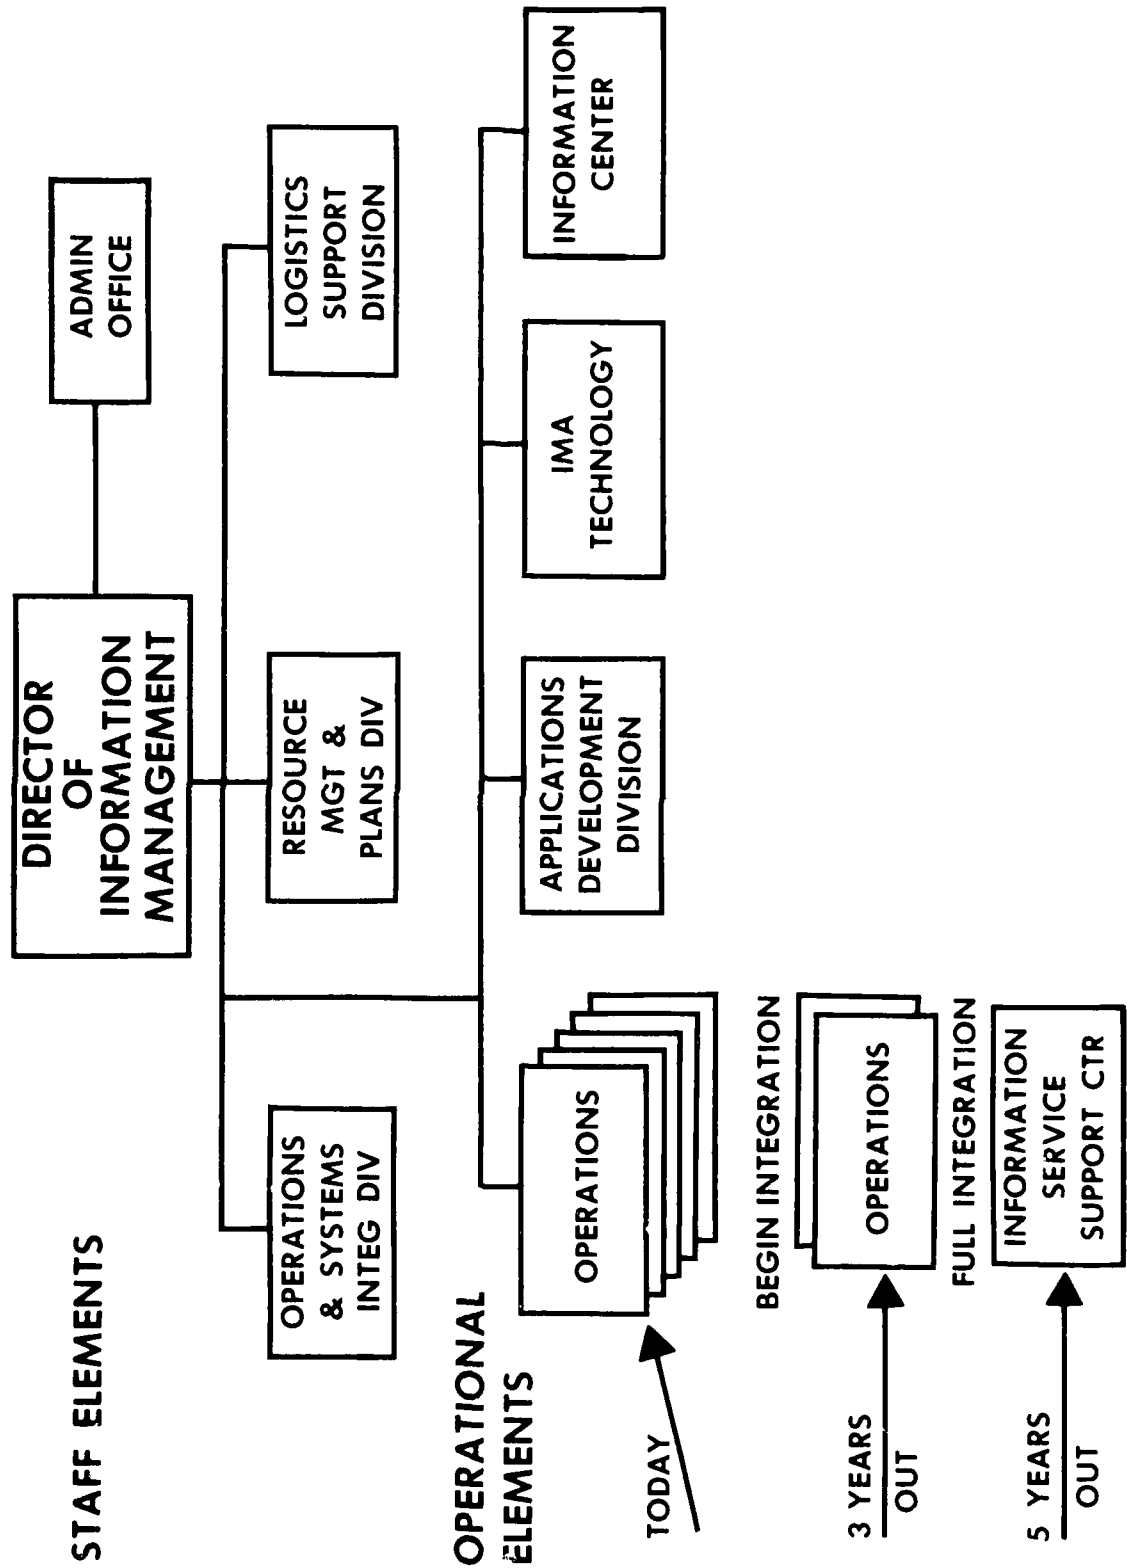 DIRECTOR
OF
INFORMATION
MANAGEMENT
ADMIN
OFFICE
STAFF ELEMENTS
OPERATIONS
& SYSTEMS
INTEG DIV
RESOURCE
MGT &
PLANS DIV
LOGISTICS
SUPPORT
DIVISION
OPERATIONAL
ELEMENTS
OPERATIONS
APPLICATIONS
DEVELOPMENT
DIVISION
IMA
TECHNOLOGY
INFORMATION
CENTER
TODAY
BEGIN INTEGRATION
3 YEARS
OUT
OPERATIONS
FULL INTEGRATION
5 YEARS
OUT
INFORMATION
SERVICE
SUPPORT CTR